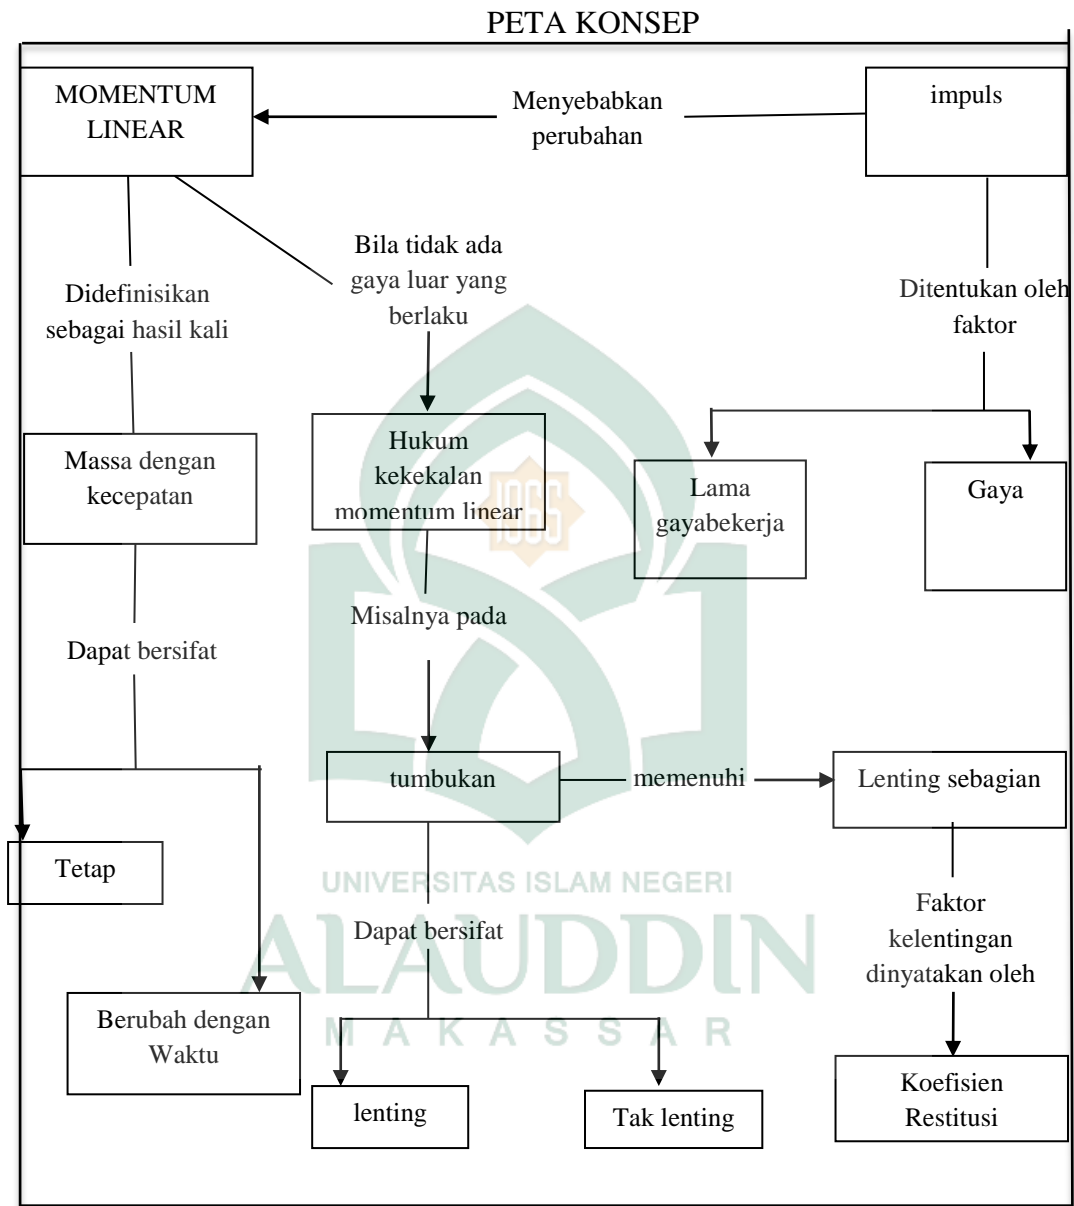 PETA KONSEP
MOMENTUM
LINEAR
Menyebabkan
perubahan
impuls
Bila tidak ada
gaya luar yang
berlaku
Didefinisikan
sebagai hasil kali
Ditentukan oleh
faktor
Massa dengan
kecepatan
Hukum
kekekalan
momentum linear
Lama
gayabekerja
Gaya
1965
Misalnya pada
Dapat bersifat
tumbukan
memenuhi
Lenting sebagian
Tetap
UNIVERSITAS ISLAM NEGERI
ALAUDDIN
MAKASSAR
Dapat bersifat
Faktor
kelentingan
dinyatakan oleh
Berubah dengan
Waktu
lenting
Tak lenting
Koefisien
Restitusi